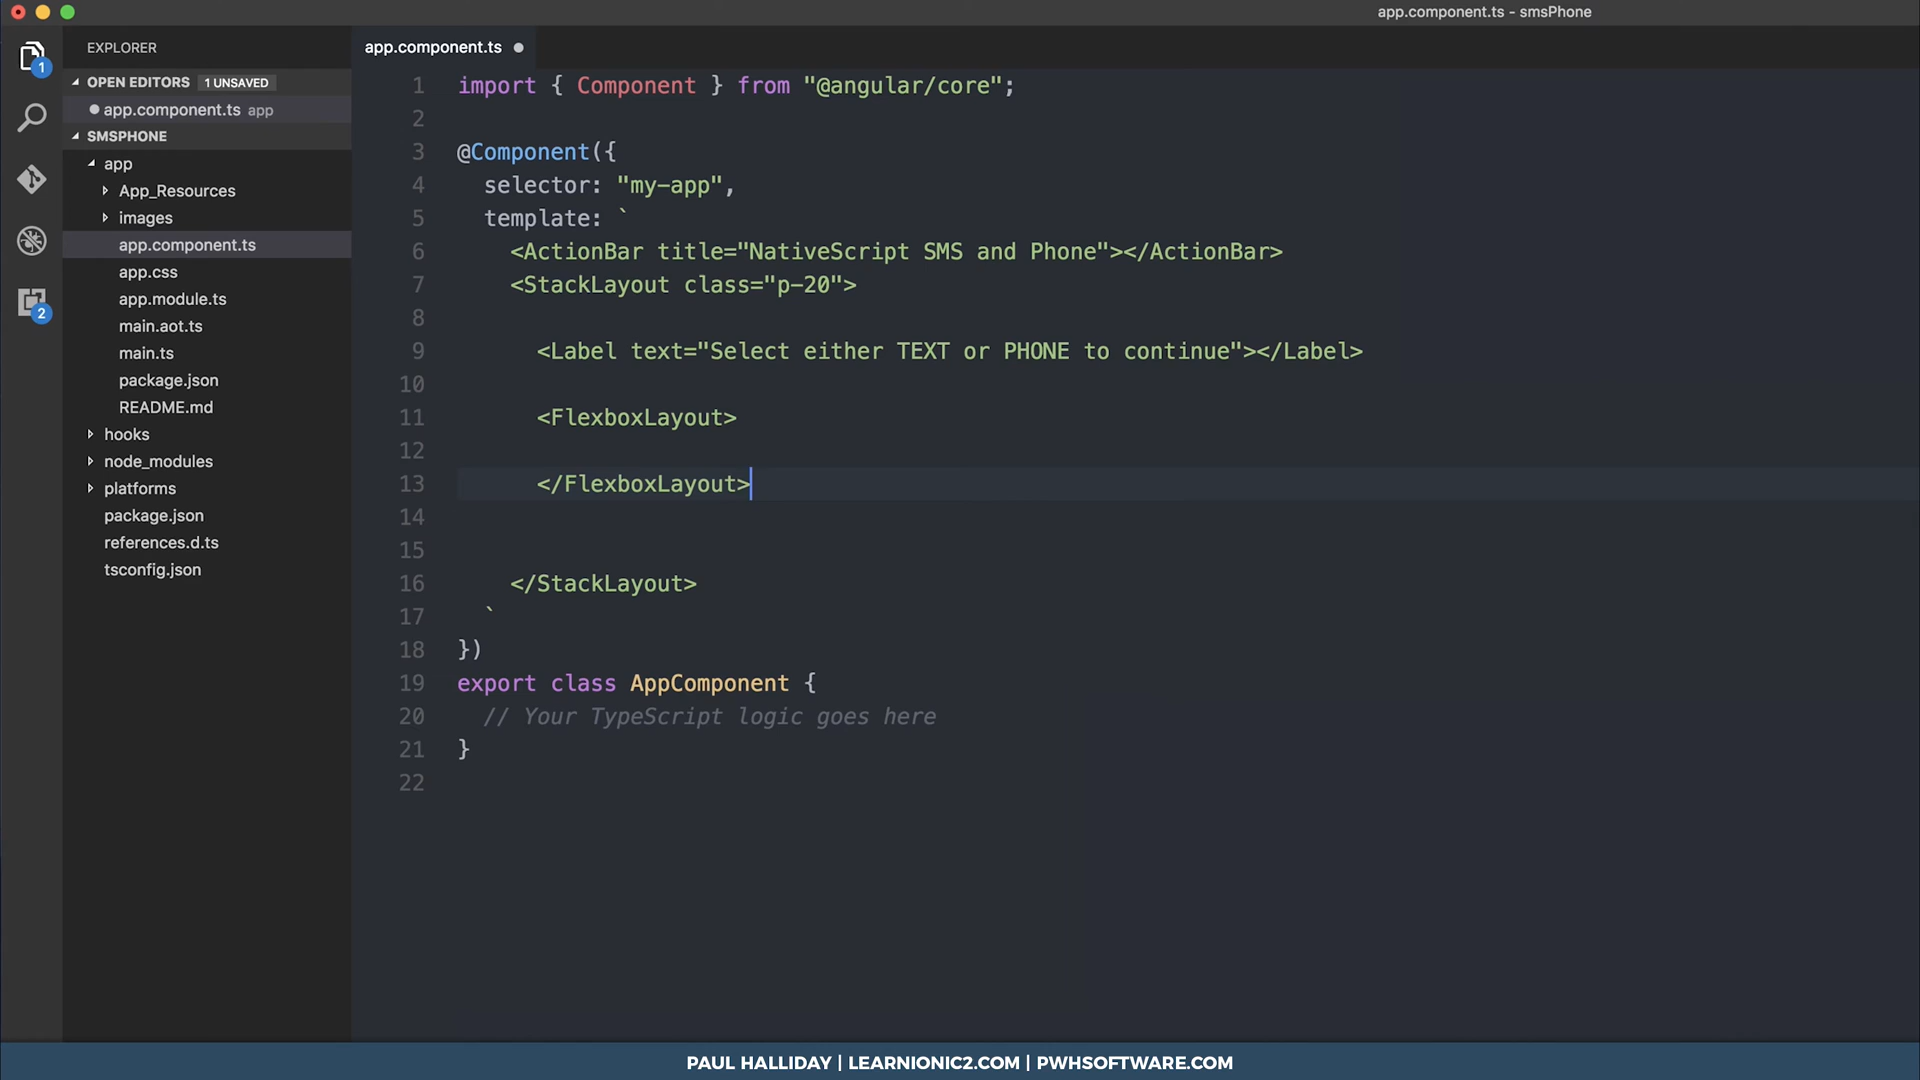 app.component.ts - smsPhone
EXPLORER
OPEN EDITORS 1 UNSAVED
app.component.ts app
SMSPHONE
app
App_Resources
images
app.component.ts
app.css
app.module.ts
main.aot.ts
main.ts
package.json
README.md
hooks
node_modules
platforms
package.json
references.d.ts
tsconfig.json
1
2
app.component.ts
1 import { Component } from "@angular/core";
2
3 @Component({
4 selector: "my-app",
5 template: `
6 <ActionBar title="NativeScript SMS and Phone"></ActionBar>
7 <StackLayout class="p-20">
8
9 <Label text="Select either TEXT or PHONE to continue"></Label>
10
11 <FlexboxLayout>
12
13 </FlexboxLayout>
14
15
16 </StackLayout>
17 `
18 })
19 export class AppComponent {
20 // Your TypeScript logic goes here
21 }
22
PAUL HALLIDAY | LEARNIONIC2.COM | PWHSOFTWARE.COM